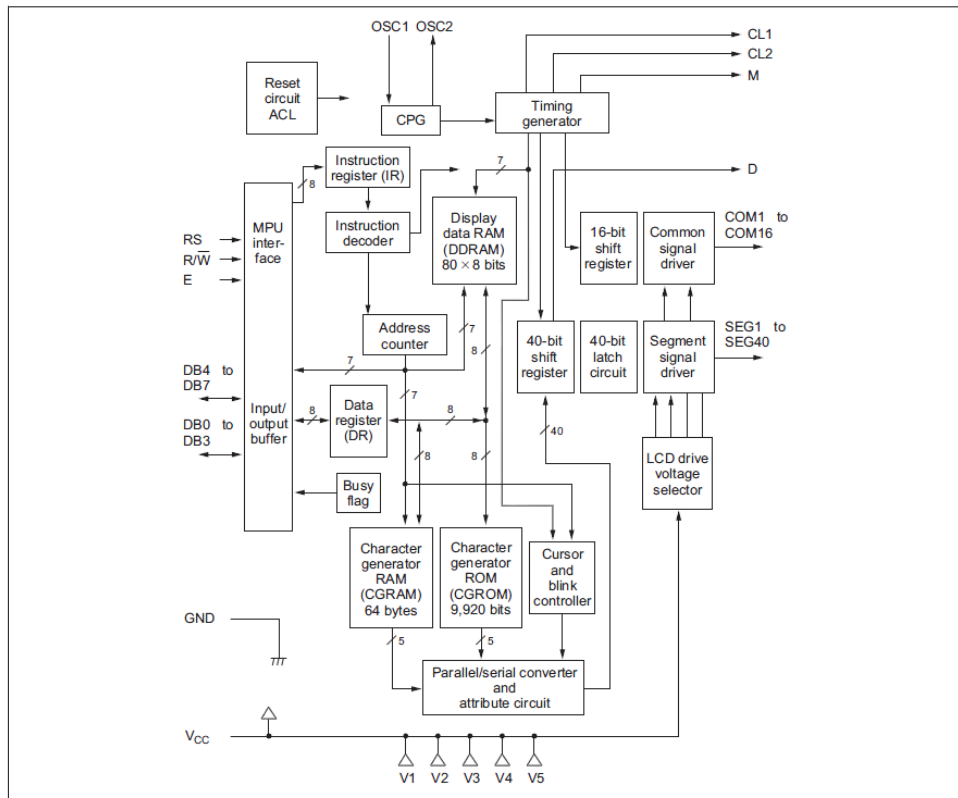 OSC1 OSC2
CL1
CL2
M
Reset
circuit
ACL
CPG
Timing
generator
Instruction
register (IR)
8
7
D
MPU
inter-
face
Instruction
decoder
Display
data RAM
(DDRAM)
80 × 8 bits
16-bit
shift
register
Common
signal
driver
COM1 to
COM16
RS
R/W̅
E
Address
counter
7
8
40-bit
shift
register
40-bit
latch
circuit
Segment
signal
driver
SEG1 to
SEG40
DB4 to
DB7
7
7
DB0 to
DB3
Input/
output
buffer
8
Data
register
(DR)
8
8
8
40
LCD drive
voltage
selector
Busy
flag
Character
generator
RAM
(CGRAM)
64 bytes
Character
generator
ROM
(CGROM)
9,920 bits
Cursor
and
blink
controller
GND
5
5
Parallel/serial converter
and
attribute circuit
VCC
V1 V2 V3 V4 V5